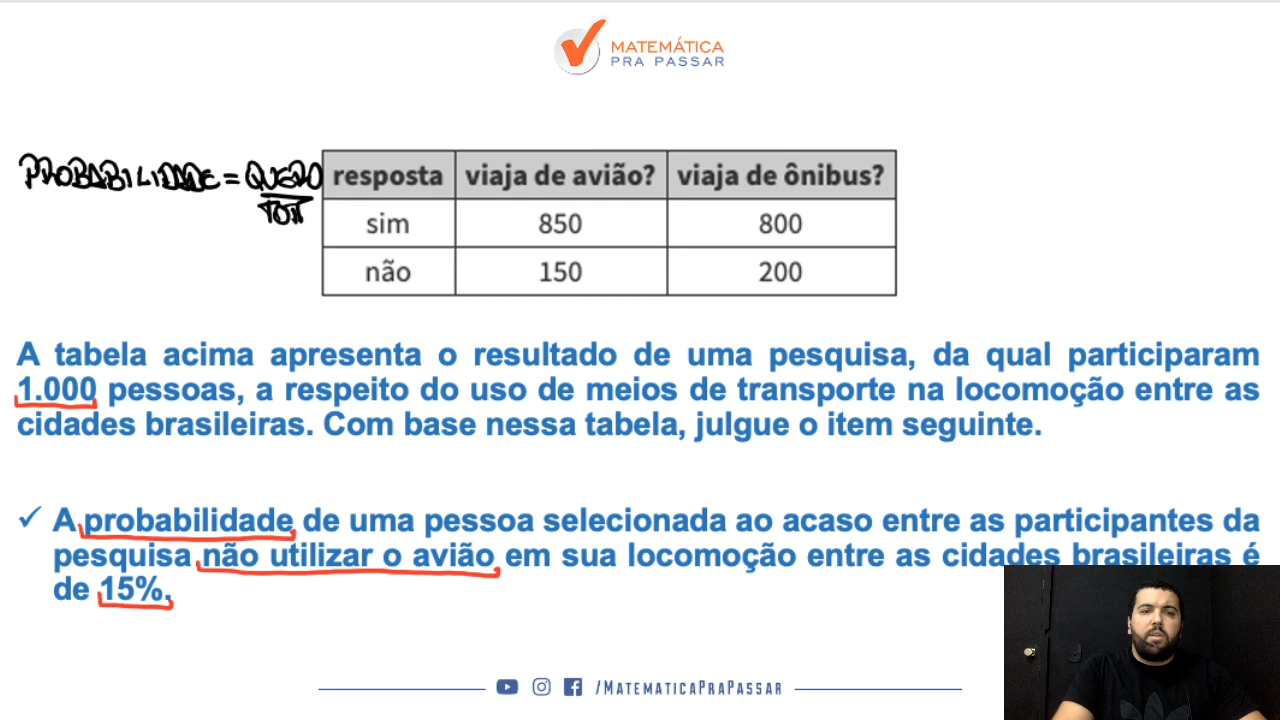 MATEMÁTICA
PRA PASSAR
PROBABILIDADE = QUERO
resposta viaja de avião? viaja de ônibus?
sim 850 800
não 150 200
A tabela acima apresenta o resultado de uma pesquisa, da qual participaram
1.000 pessoas, a respeito do uso de meios de transporte na locomoção entre as
cidades brasileiras. Com base nessa tabela, julgue o item seguinte.
✓ A probabilidade de uma pessoa selecionada ao acaso entre as participantes da
pesquisa não utilizar o avião em sua locomoção entre as cidades brasileiras é
de 15%.
/MATEMATICAPRAPASSAR